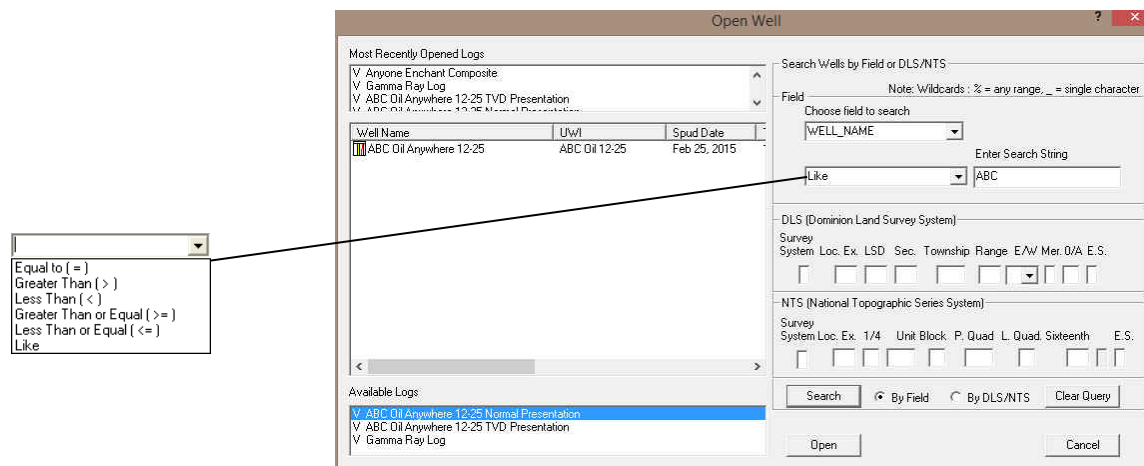 Open Well
?
x
Most Recently Opened Logs
V Anyone Enchant Composite
V Gamma Ray Log
V ABC Oil Anywhere 12-25 TVD Presentation
V ABC Oil Anywhere 12-25 Normal Presentation
Well Name UWI Spud Date
ABC Oil Anywhere 12-25 ABC Oil 12-25 Feb 25, 2015
Available Logs
V ABC Oil Anywhere 12-25 Normal Presentation
V ABC Oil Anywhere 12-25 TVD Presentation
V Gamma Ray Log
Search Wells by Field or DLS/NTS
Note: Wildcards : % = any range, _ = single character
Field
Choose field to search
WELL_NAME
Enter Search String
Like ABC
DLS (Dominion Land Survey System)
Survey
System Loc. Ex. LSD Sec. Township Range E/W Mer. O/A E.S.
NTS (National Topographic Series System)
Survey
System Loc. Ex. 1/4 Unit Block P. Quad L. Quad. Sixteenth E.S.
Search By Field By DLS/NTS Clear Query
Open Cancel
Equal to ( = )
Greater Than ( > )
Less Than ( < )
Greater Than or Equal ( >= )
Less Than or Equal ( <= )
Like